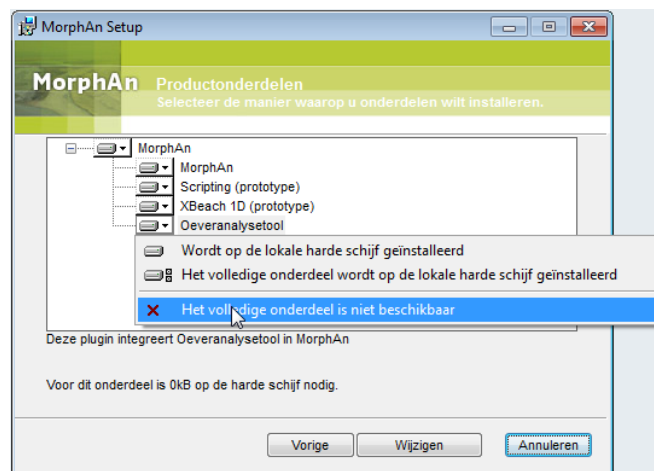 MorphAn Setup
MorphAn
Productonderdelen
Selecteer de manier waarop u onderdelen wilt installeren.
MorphAn
MorphAn
Scripting (prototype)
XBeach 1D (prototype)
Oeveranalysetool
Wordt op de lokale harde schijf geïnstalleerd
Het volledige onderdeel wordt op de lokale harde schijf geïnstalleerd
Het volledige onderdeel is niet beschikbaar
Deze plugin integreert Oeveranalysetool in MorphAn
Voor dit onderdeel is 0kB op de harde schijf nodig.
Vorige
Wijzigen
Annuleren